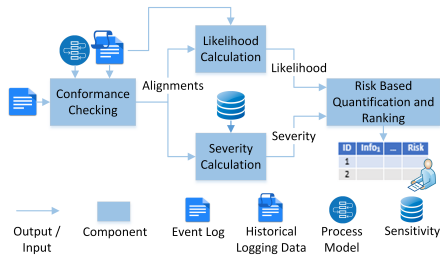 Likelihood
Calculation
Likelihood
Conformance
Checking
Alignments
Risk Based
Quantification and
Ranking
Severity
Calculation
Severity
ID Info₁ ... Risk
1
2
Output /
Input
Component
Event Log
Historical
Logging Data
Process
Model
Sensitivity